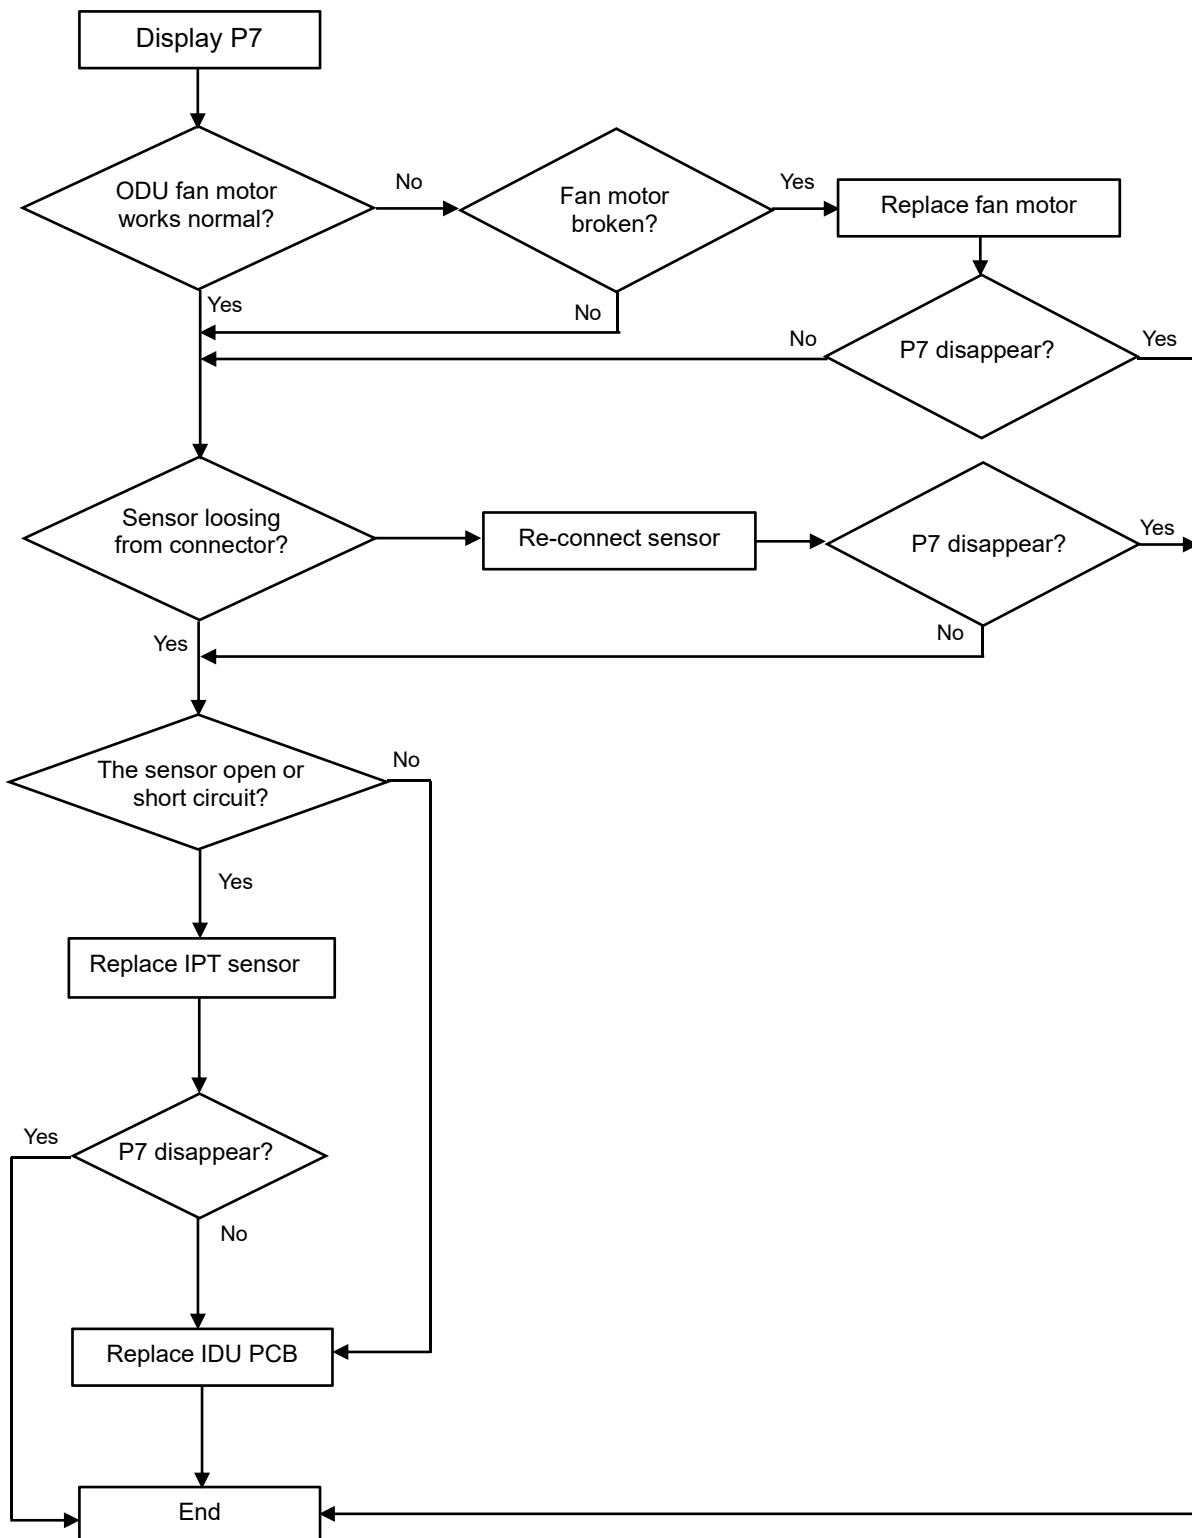 Display P7
ODU fan motor
works normal?
No
Fan motor
broken?
Yes
Replace fan motor
Yes
No
No
P7 disappear?
Yes
Sensor loosing
from connector?
Re-connect sensor
P7 disappear?
Yes
Yes
No
The sensor open or
short circuit?
No
Yes
Replace IPT sensor
Yes
P7 disappear?
No
Replace IDU PCB
End